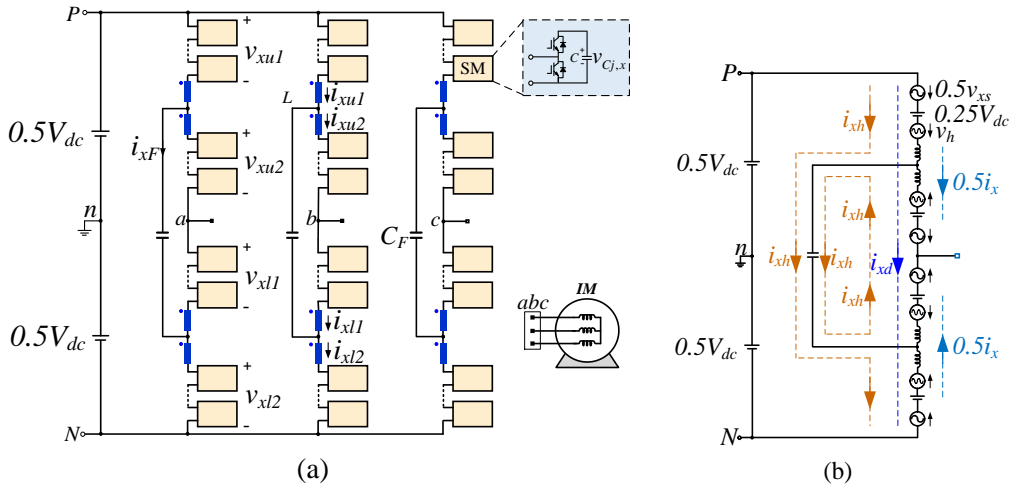 P
+
v_{xu1}
-
0.5V_{dc}
i_{xF}
+
v_{xu2}
-
n
a
b
c
L
i_{xu1}
i_{xu2}
C_F
+
v_{xl1}
-
0.5V_{dc}
i_{xl1}
i_{xl2}
+
v_{xl2}
-
N
SM
C
+
-
v_{Cj,x}
IM
abc
(a)
P
0.5v_{xs}
0.25V_{dc}
v_h
i_{xh}
0.5V_{dc}
0.5i_x
i_{xh}
n
i_{xh}
i_{xh}
i_{xd}
i_{xh}
0.5V_{dc}
0.5i_x
N
(b)